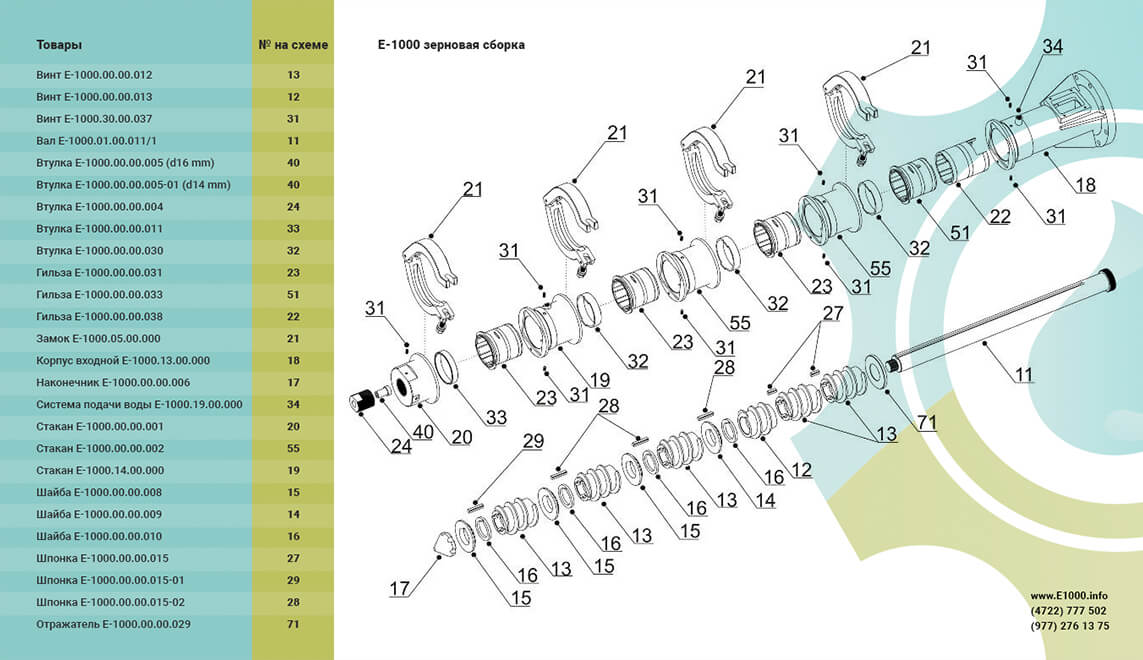 Товары № на схеме
Винт Е-1000.00.00.012 13
Винт Е-1000.00.00.013 12
Винт Е-1000.30.00.037 31
Вал Е-1000.01.00.011/1 11
Втулка Е-1000.00.00.005 (d16 mm) 40
Втулка Е-1000.00.00.005-01 (d14 mm) 40
Втулка Е-1000.00.00.004 24
Втулка Е-1000.00.00.011 33
Втулка Е-1000.00.00.030 32
Гильза Е-1000.00.00.031 23
Гильза Е-1000.00.00.033 51
Гильза Е-1000.00.00.038 22
Замок Е-1000.05.00.000 21
Корпус входной Е-1000.13.00.000 18
Наконечник Е-1000.00.00.006 17
Система подачи воды Е-1000.19.00.000 34
Стакан Е-1000.00.00.001 20
Стакан Е-1000.00.00.002 55
Стакан Е-1000.14.00.000 19
Шайба Е-1000.00.00.008 15
Шайба Е-1000.00.00.009 14
Шайба Е-1000.00.00.010 16
Шпонка Е-1000.00.00.015 27
Шпонка Е-1000.00.00.015-01 29
Шпонка Е-1000.00.00.015-02 28
Отражатель Е-1000.00.00.029 71
Е-1000 зерновая сборка
21 34
31
21
21 31
21 31
21 31
31
18
31
22
51
32
55
31
23
32
55
31
23
32
19
31
23
33
20
40
24
27
28
11
28
29
71
13
12
16
14
13
16
15
13
16
15
13
16
15
17
www.E1000.info
(4722) 777 502
(977) 276 13 75